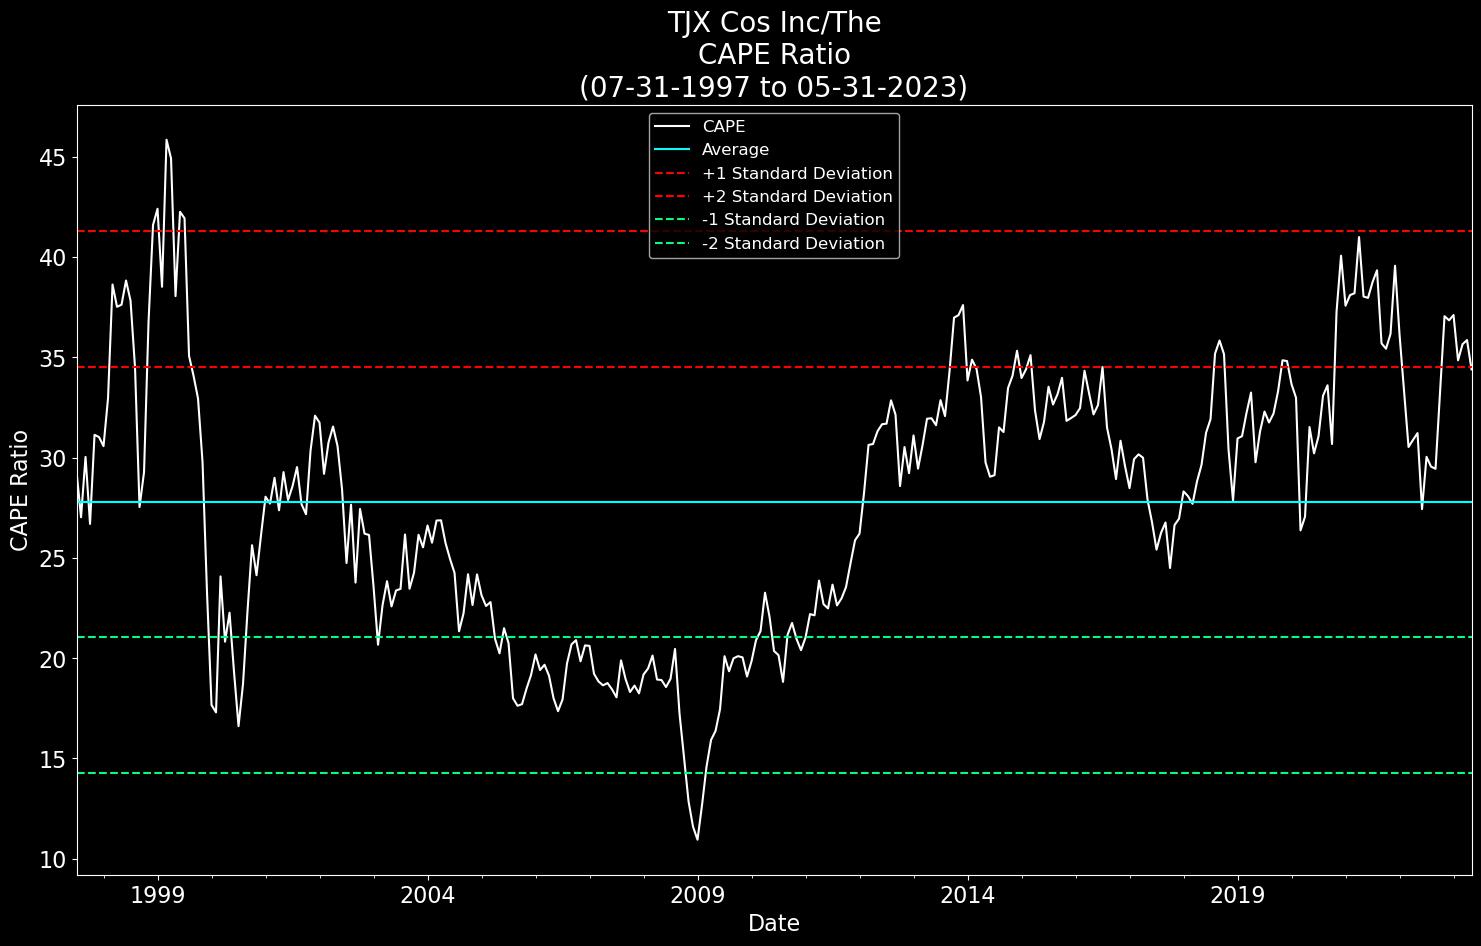 TJX Cos Inc/The
CAPE Ratio
(07-31-1997 to 05-31-2023)
CAPE
Average
+1 Standard Deviation
+2 Standard Deviation
-1 Standard Deviation
-2 Standard Deviation
45
40
35
30
25
20
15
10
CAPE Ratio
1999 2004 2009 2014 2019
Date